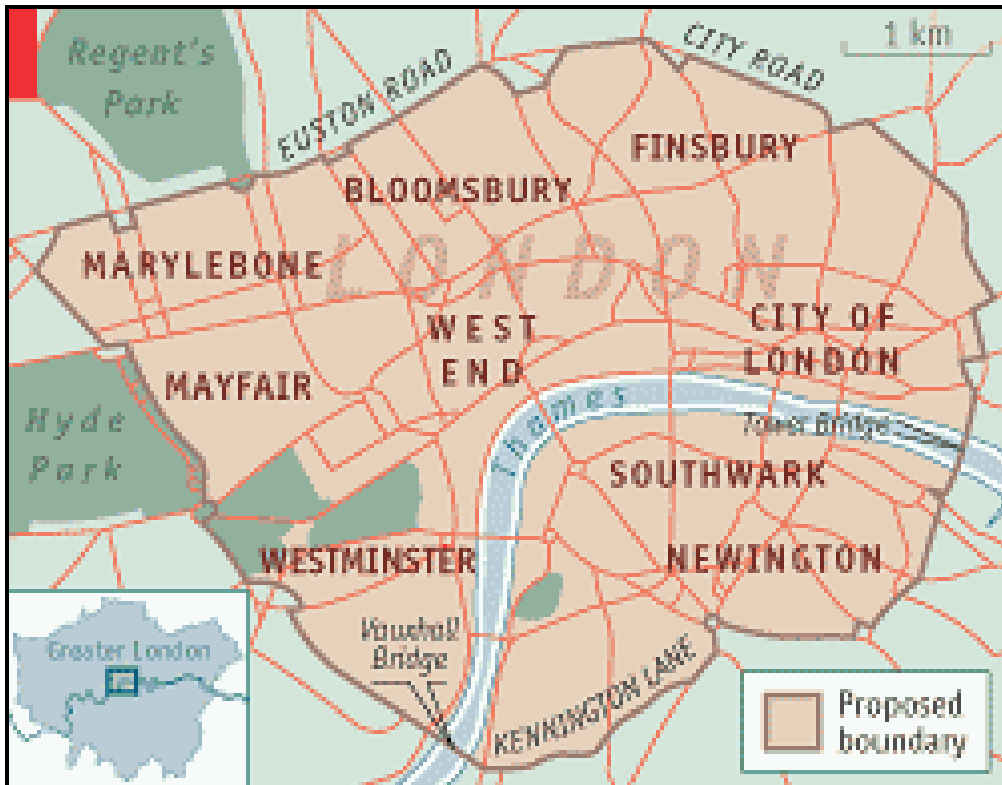 Regent's
Park
EUSTON ROAD
CITY ROAD
1 km
FINSBURY
BLOOMSBURY
LONDON
MARYLEBONE
WEST
END
CITY OF
LONDON
MAYFAIR
Thames
Hyde
Park
Tower Bridge
SOUTHWARK
WESTMINSTER
NEWINGTON
Vauxhall
Bridge
KENNINGTON LANE
Greater London
Proposed
boundary